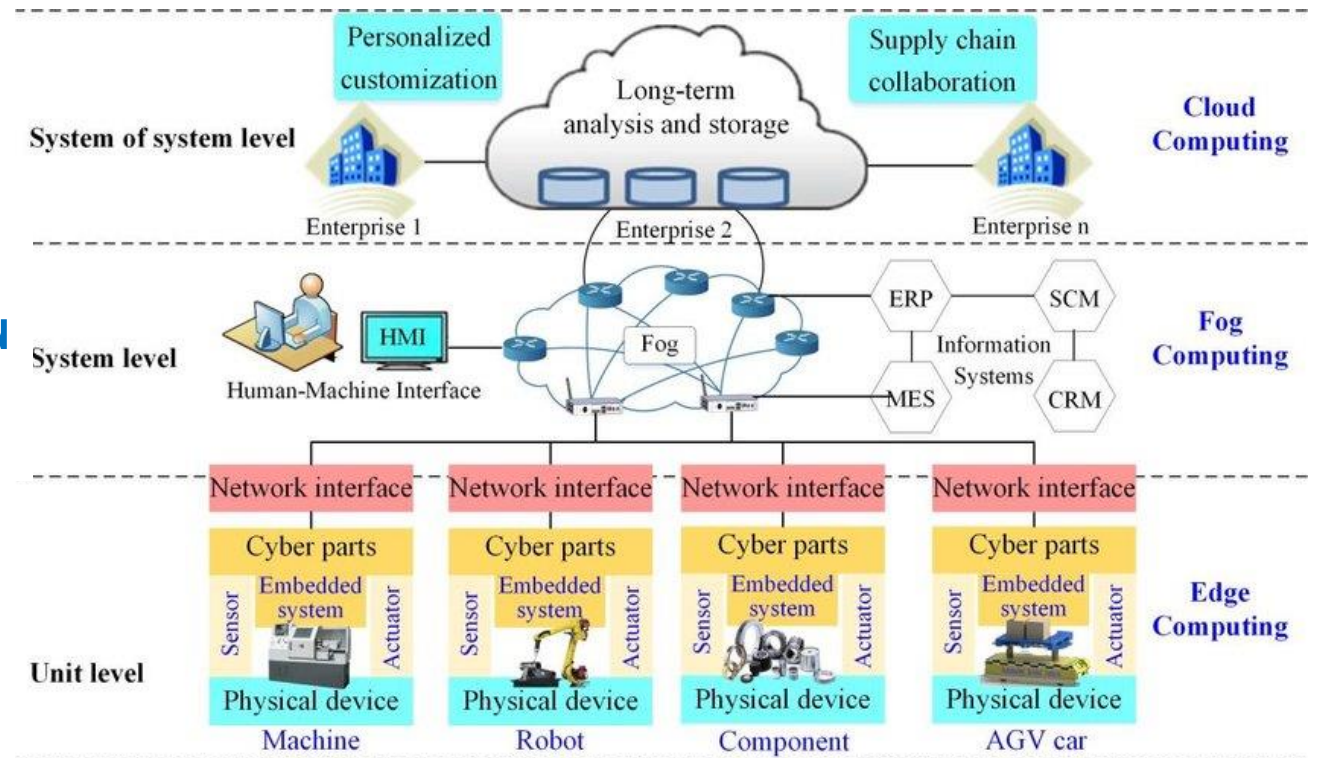 Personalized
customization
Supply chain
collaboration
Long-term
analysis and storage
Cloud
Computing
System of system level
Enterprise 1
Enterprise 2
Enterprise n
ERP
SCM
Fog
Computing
HMI
Fog
Information
Systems
System level
Human-Machine Interface
MES
CRM
Network interface
Network interface
Network interface
Network interface
Cyber parts
Cyber parts
Cyber parts
Cyber parts
Sensor
Embedded
system
Actuator
Sensor
Embedded
system
Actuator
Sensor
Embedded
system
Actuator
Sensor
Embedded
system
Actuator
Edge
Computing
Unit level
Physical device
Physical device
Physical device
Physical device
Machine
Robot
Component
AGV car